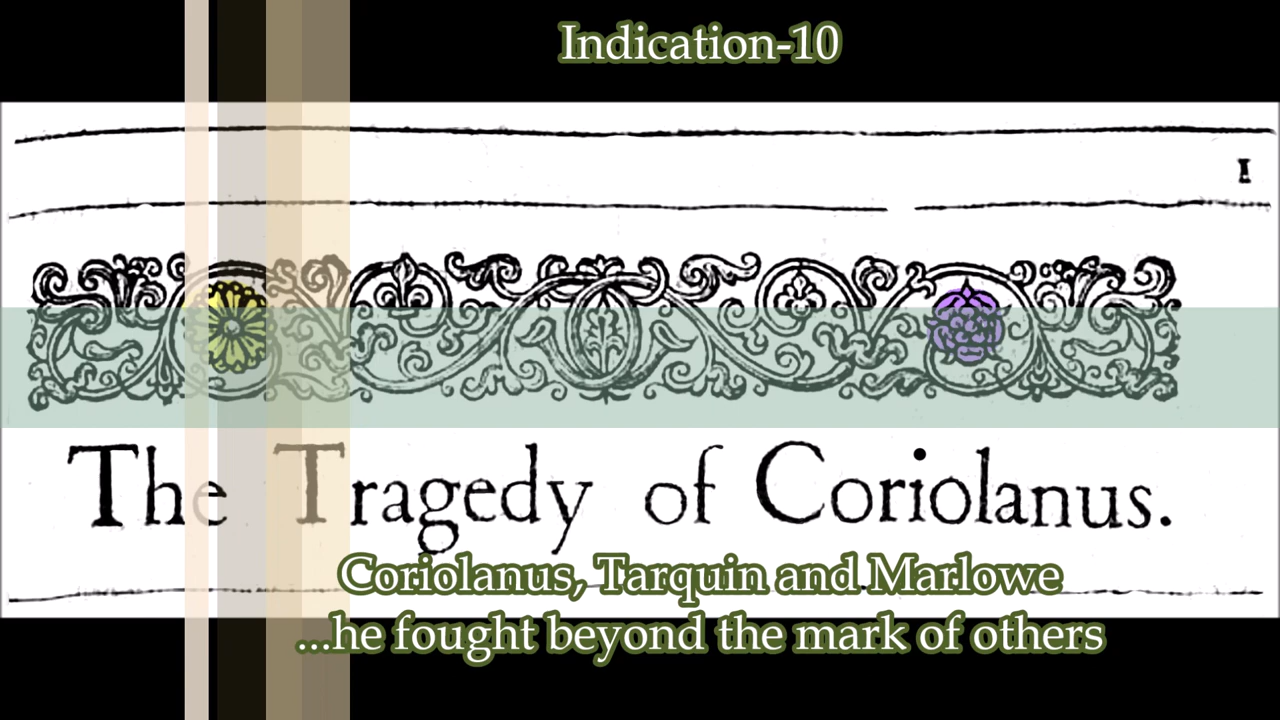 Indication-10
I
The Tragedy of Coriolanus.
Coriolanus, Tarquin and Marlowe
...he fought beyond the mark of others